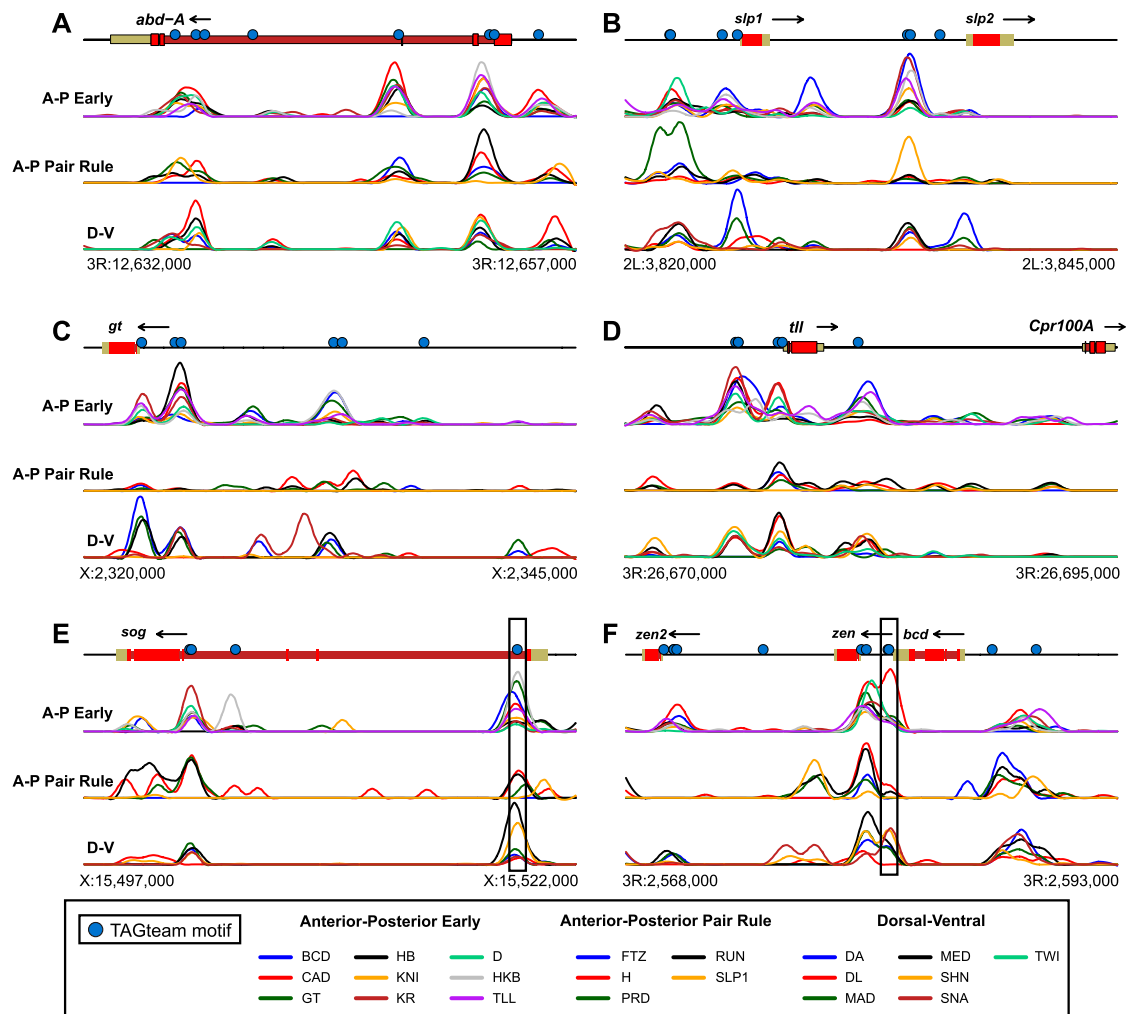 A
abd−A
A-P Early
A-P Pair Rule
D-V
3R:12,632,000 3R:12,657,000
B
slp1 slp2
2L:3,820,000 2L:3,845,000
C
gt
A-P Early
A-P Pair Rule
D-V
X:2,320,000 X:2,345,000
D
tll Cpr100A
3R:26,670,000 3R:26,695,000
E
sog
A-P Early
A-P Pair Rule
D-V
X:15,497,000 X:15,522,000
F
zen2 zen bcd
3R:2,568,000 3R:2,593,000
TAGteam motif
Anterior-Posterior Early Anterior-Posterior Pair Rule Dorsal-Ventral
BCD HB D FTZ RUN DA MED TWI
CAD KNI HKB H SLP1 DL SHN
GT KR TLL PRD MAD SNA